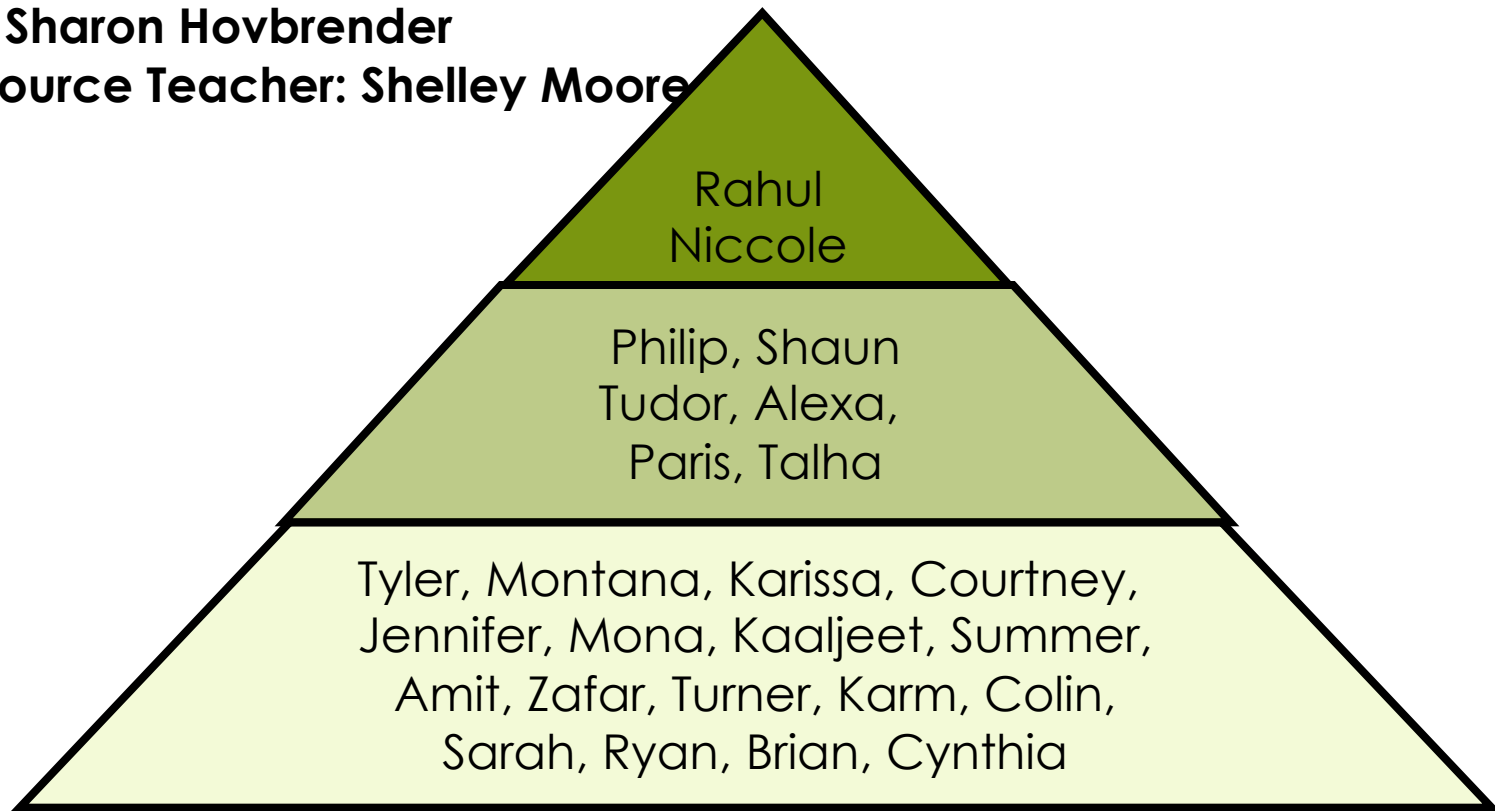 Sharon Hovbrender
ource Teacher: Shelley Moore
Rahul
Niccole
Philip, Shaun
Tudor, Alexa,
Paris, Talha
Tyler, Montana, Karissa, Courtney,
Jennifer, Mona, Kaaljeet, Summer,
Amit, Zafar, Turner, Karm, Colin,
Sarah, Ryan, Brian, Cynthia